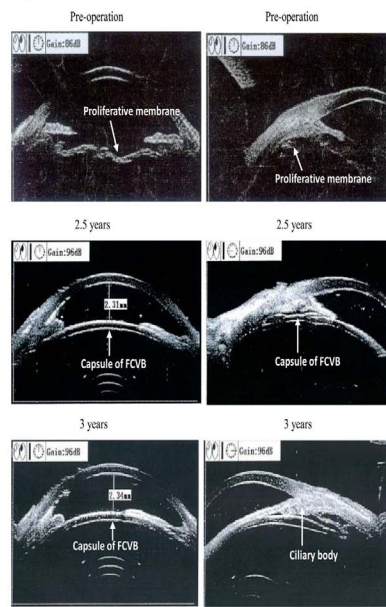 Pre-operation
Pre-operation
Gain:86dB
Proliferative membrane
Gain:86dB
Proliferative membrane
2.5 years
2.5 years
Gain:96dB
2.31mm
Capsule of FCVB
Gain:96dB
Capsule of FCVB
3 years
3 years
Gain:96dB
2.34mm
Capsule of FCVB
Gain:96dB
Ciliary body